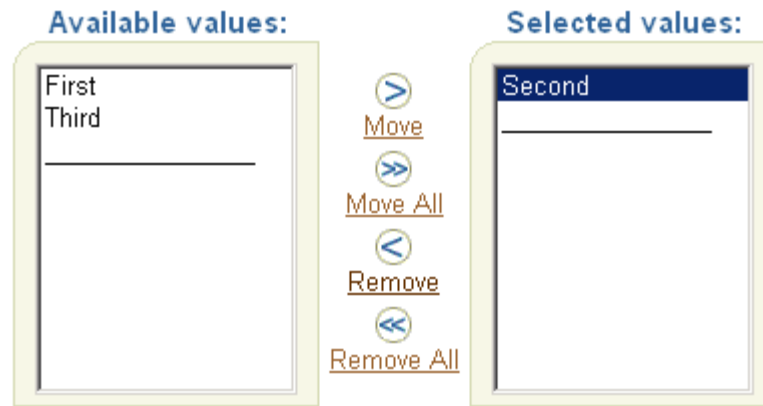 Available values:
First
Third
>
Move
>>
Move All
<
Remove
<<
Remove All
Selected values:
Second